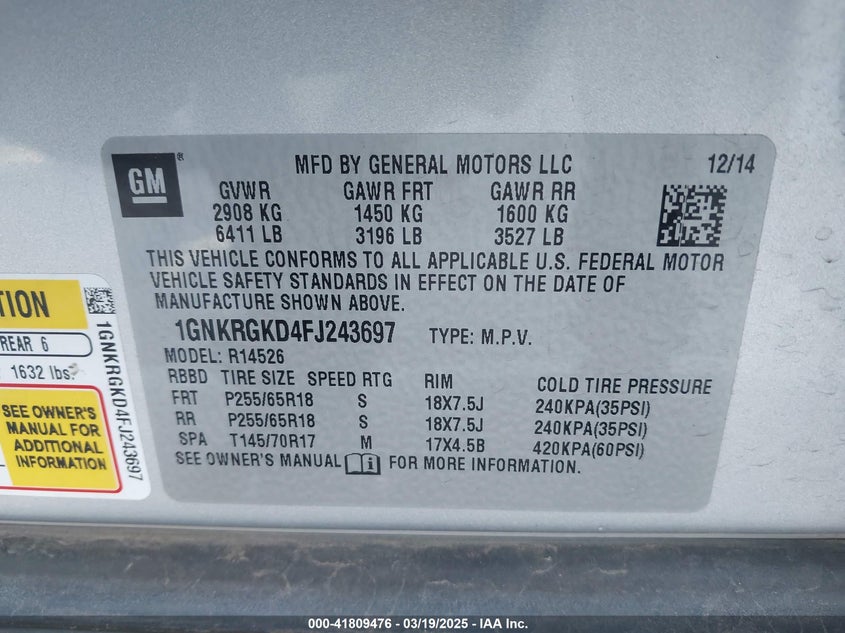 GM
®
MFD BY GENERAL MOTORS LLC 12/14
GVWR GAWR FRT GAWR RR
2908 KG 1450 KG 1600 KG
6411 LB 3196 LB 3527 LB
THIS VEHICLE CONFORMS TO ALL APPLICABLE U.S. FEDERAL MOTOR
VEHICLE SAFETY STANDARDS IN EFFECT ON THE DATE OF
MANUFACTURE SHOWN ABOVE.
1GNKRGKD4FJ243697 TYPE: M.P.V.
MODEL: R14526
RBBD TIRE SIZE SPEED RTG RIM COLD TIRE PRESSURE
FRT P255/65R18 S 18X7.5J 240KPA(35PSI)
RR P255/65R18 S 18X7.5J 240KPA(35PSI)
SPA T145/70R17 M 17X4.5B 420KPA(60PSI)
SEE OWNER'S MANUAL i FOR MORE INFORMATION.
REAR 6
1632 lbs.
SEE OWNER'S
MANUAL FOR
ADDITIONAL
INFORMATION
1GNKRGKD4FJ243697
000-41809476 - 03/19/2025 - IAA Inc.